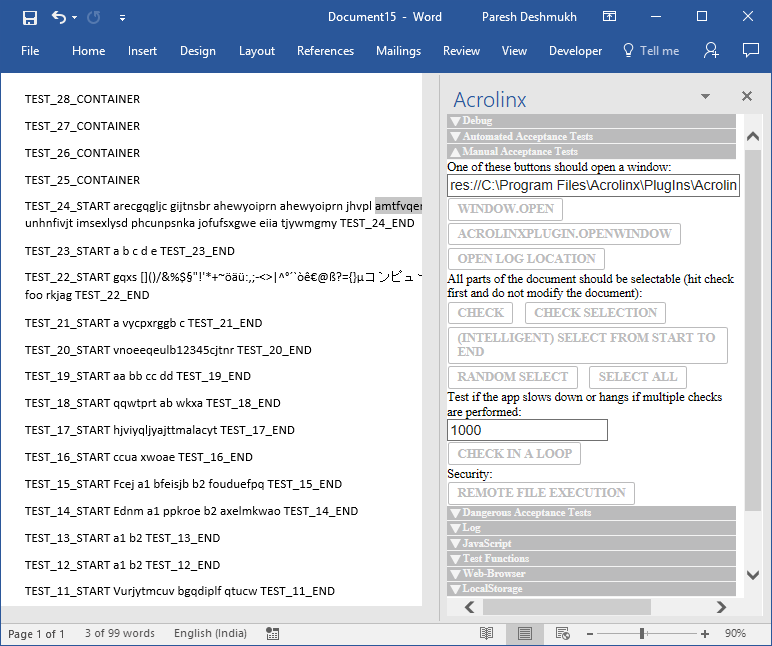 Document15 - Word
Paresh Deshmukh
File Home Insert Design Layout References Mailings Review View Developer Tell me
TEST_28_CONTAINER
TEST_27_CONTAINER
TEST_26_CONTAINER
TEST_25_CONTAINER
TEST_24_START arecgqgljc gijtnsbr ahewyoiprn ahewyoiprn jhvpl amtfvqer
unhnfivjt imsexlysd phcunpsnka jofufsxgwe eiia tjywmgmy TEST_24_END
TEST_23_START a b c d e TEST_23_END
TEST_22_START gqxs []()/&%$§"!'*+~öäü:,;-<>|^°´`òê€@ß?={}µコンピュー
foo rkjag TEST_22_END
TEST_21_START a vycpxrggb c TEST_21_END
TEST_20_START vnoeeqeulb12345cjtnr TEST_20_END
TEST_19_START aa bb cc dd TEST_19_END
TEST_18_START qqwtprt ab wkxa TEST_18_END
TEST_17_START hjviyqljyajttmalacyt TEST_17_END
TEST_16_START ccua xwoae TEST_16_END
TEST_15_START Fcej a1 bfeisjb b2 fouduefpq TEST_15_END
TEST_14_START Ednm a1 ppkroe b2 axelmkwao TEST_14_END
TEST_13_START a1 b2 TEST_13_END
TEST_12_START a1 b2 TEST_12_END
TEST_11_START Vurjytmcuv bgqdiplf qtucw TEST_11_END
Acrolinx
Debug
Automated Acceptance Tests
Manual Acceptance Tests
One of these buttons should open a window:
res://C:\Program Files\Acrolinx\PlugIns\Acrolin
WINDOW.OPEN
ACROLINXPLUGIN.OPENWINDOW
OPEN LOG LOCATION
All parts of the document should be selectable (hit check
first and do not modify the document):
CHECK CHECK SELECTION
(INTELLIGENT) SELECT FROM START TO
END
RANDOM SELECT SELECT ALL
Test if the app slows down or hangs if multiple checks
are performed:
1000
CHECK IN A LOOP
Security:
REMOTE FILE EXECUTION
Dangerous Acceptance Tests
Log
JavaScript
Test Functions
Web-Browser
LocalStorage
Page 1 of 1 3 of 99 words English (India) 90%